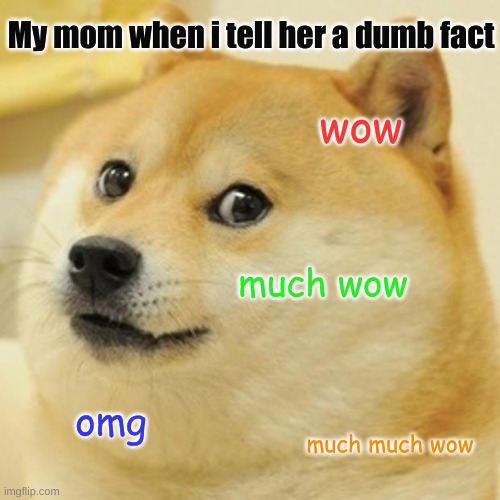 My mom when i tell her a dumb fact
wow
much wow
omg
much much wow
imgflip.com